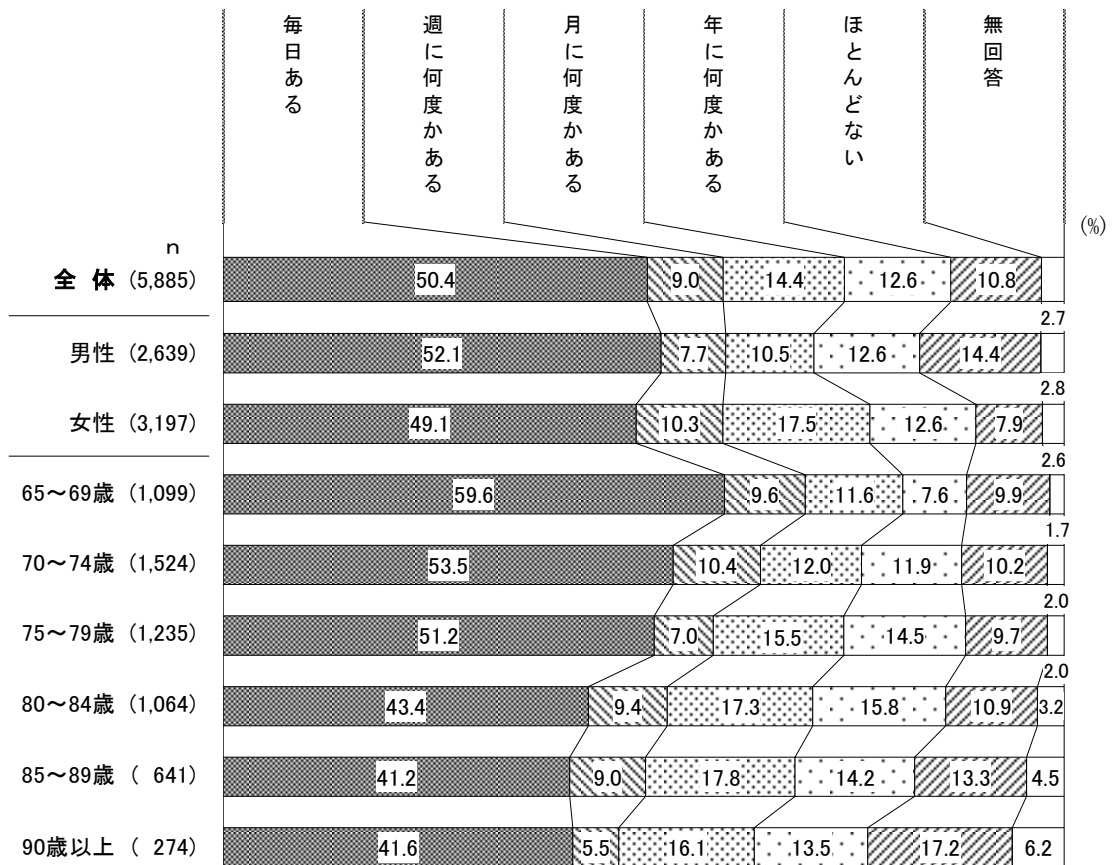 毎日ある
週に何度かある
月に何度かある
年に何度かある
ほとんどない
無回答
(%)
n
全 体 (5,885) 50.4 9.0 14.4 12.6 10.8
2.7
男性 (2,639) 52.1 7.7 10.5 12.6 14.4
2.8
女性 (3,197) 49.1 10.3 17.5 12.6 7.9
2.6
65～69歳 (1,099) 59.6 9.6 11.6 7.6 9.9
1.7
70～74歳 (1,524) 53.5 10.4 12.0 11.9 10.2
2.0
75～79歳 (1,235) 51.2 7.0 15.5 14.5 9.7
2.0
80～84歳 (1,064) 43.4 9.4 17.3 15.8 10.9 3.2
85～89歳 ( 641) 41.2 9.0 17.8 14.2 13.3 4.5
90歳以上 ( 274) 41.6 5.5 16.1 13.5 17.2 6.2